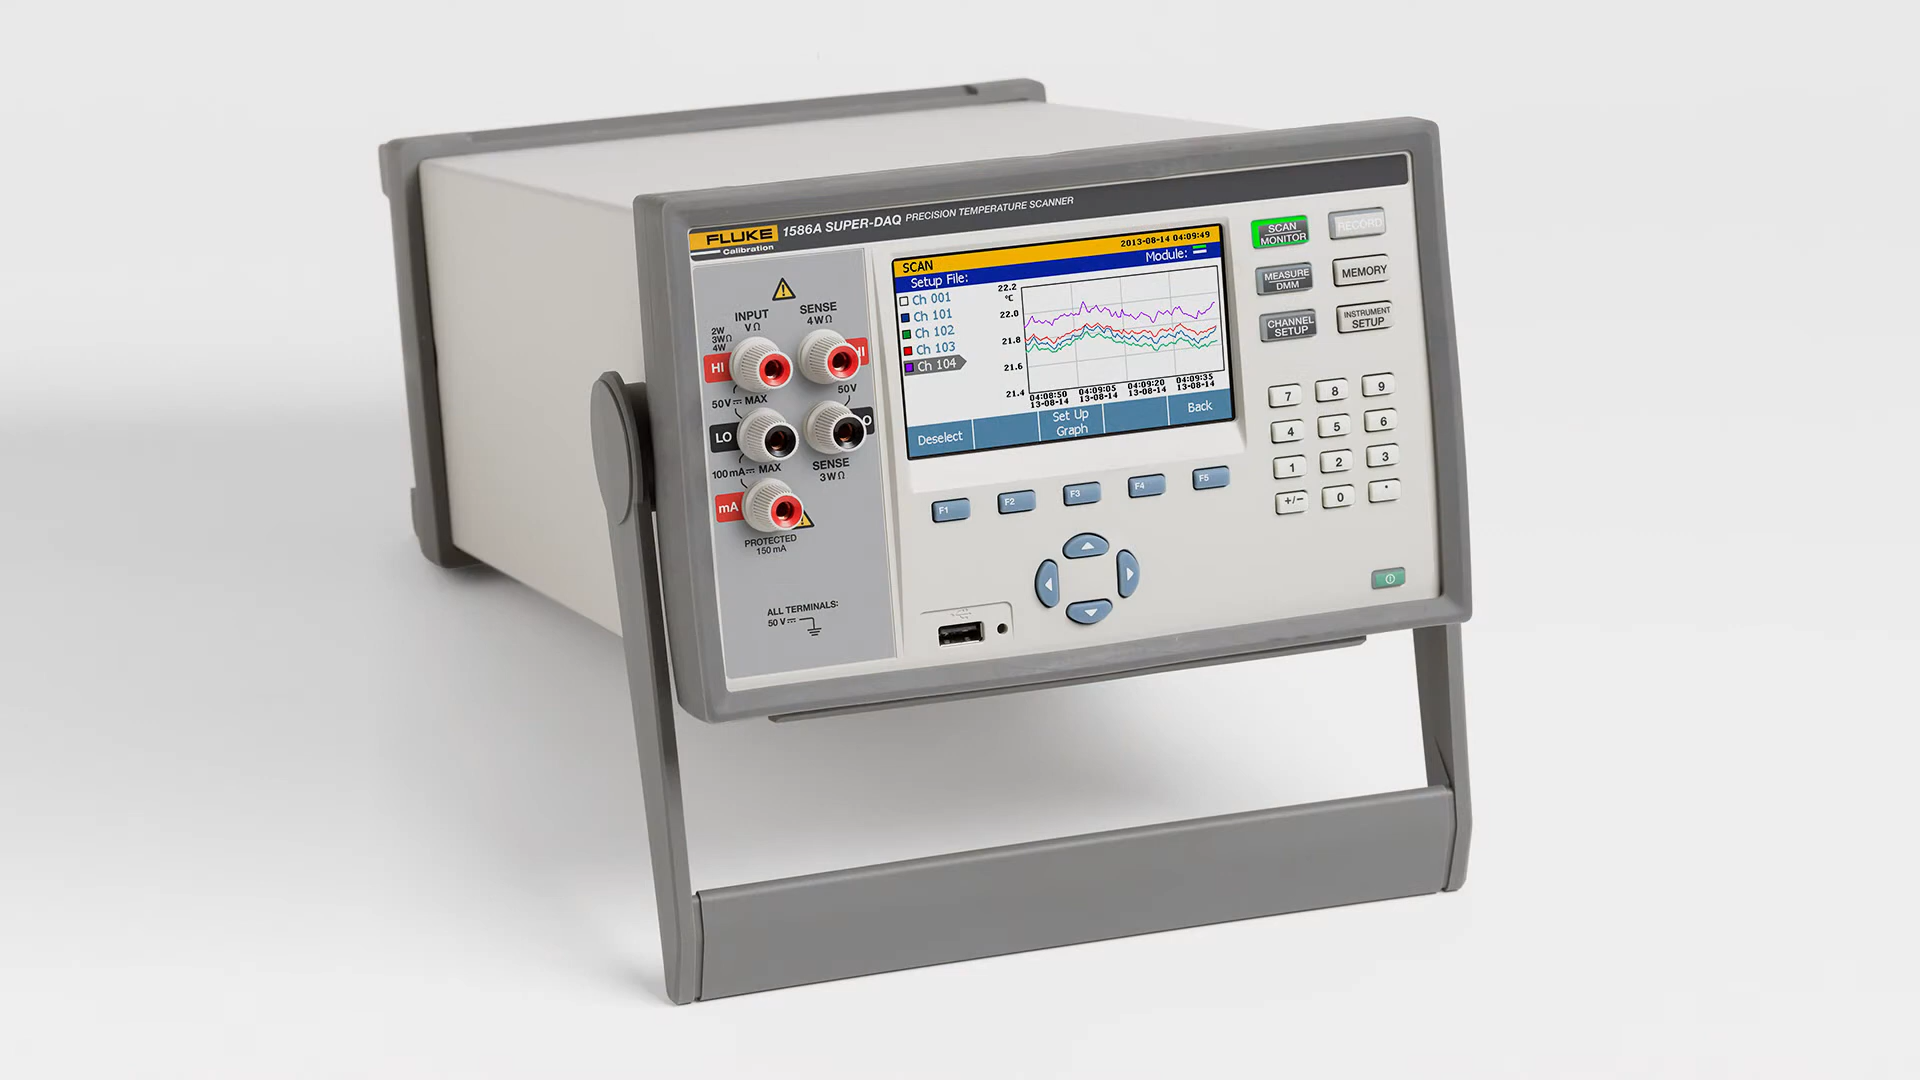 FLUKE
Calibration
1586A SUPER-DAQ PRECISION TEMPERATURE SCANNER
INPUT
VΩ
SENSE
4WΩ
2W
3WΩ
4W
HI
HI
50V⎓MAX
50V
LO
100mA⎓MAX
SENSE
3WΩ
mA
PROTECTED
150 mA
ALL TERMINALS:
50 V⎓
2013-08-14 04:09:49
SCAN
Module:
Setup File:
Ch 001
Ch 101
Ch 102
Ch 103
Ch 104
22.2
°C
22.0
21.8
21.6
21.4
04:08:50 04:09:05 04:09:20 04:09:35
13-08-14 13-08-14 13-08-14 13-08-14
Deselect
Set Up
Graph
Back
F1 F2 F3 F4 F5
SCAN
MONITOR
RECORD
MEASURE
DMM
MEMORY
CHANNEL
SETUP
INSTRUMENT
SETUP
7 8 9
4 5 6
1 2 3
+/− 0 .